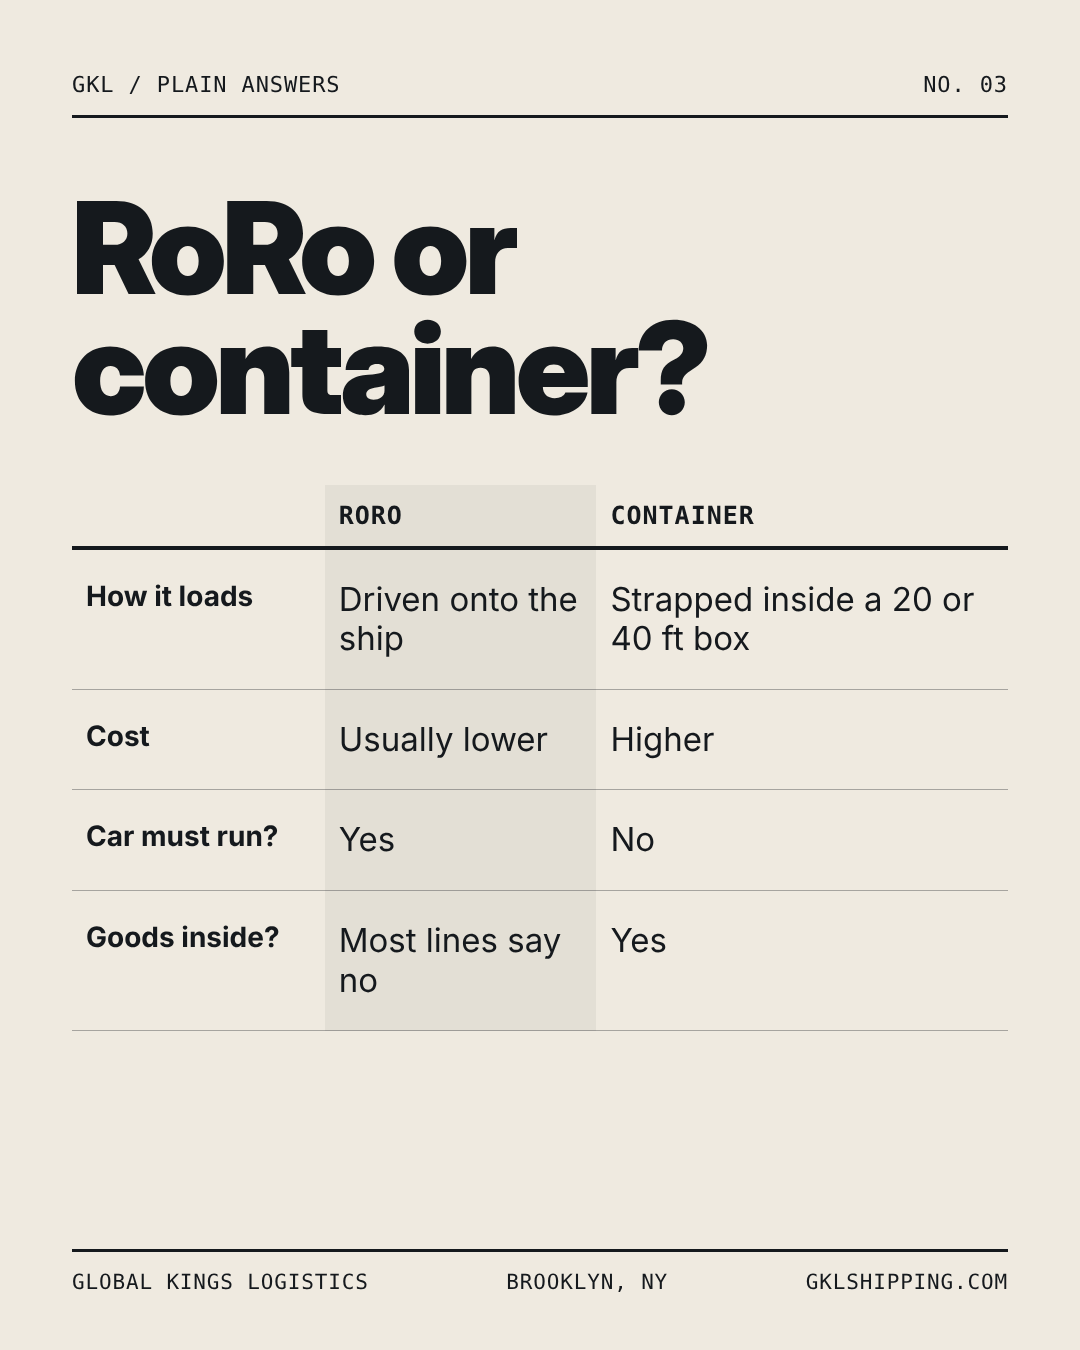 GKL / PLAIN ANSWERS
NO. 03
RoRo or
container?
RORO
CONTAINER
How it loads
Driven onto the
ship
Strapped inside a 20 or
40 ft box
Cost
Usually lower
Higher
Car must run?
Yes
No
Goods inside?
Most lines say
no
Yes
GLOBAL KINGS LOGISTICS
BROOKLYN, NY
GKLSHIPPING.COM